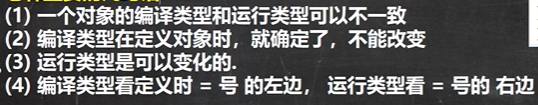 (1) 一个对象的编译类型和运行类型可以不一致
(2) 编译类型在定义对象时，就确定了，不能改变
(3) 运行类型是可以变化的.
(4) 编译类型看定义时 = 号 的左边， 运行类型看 = 号的 右边